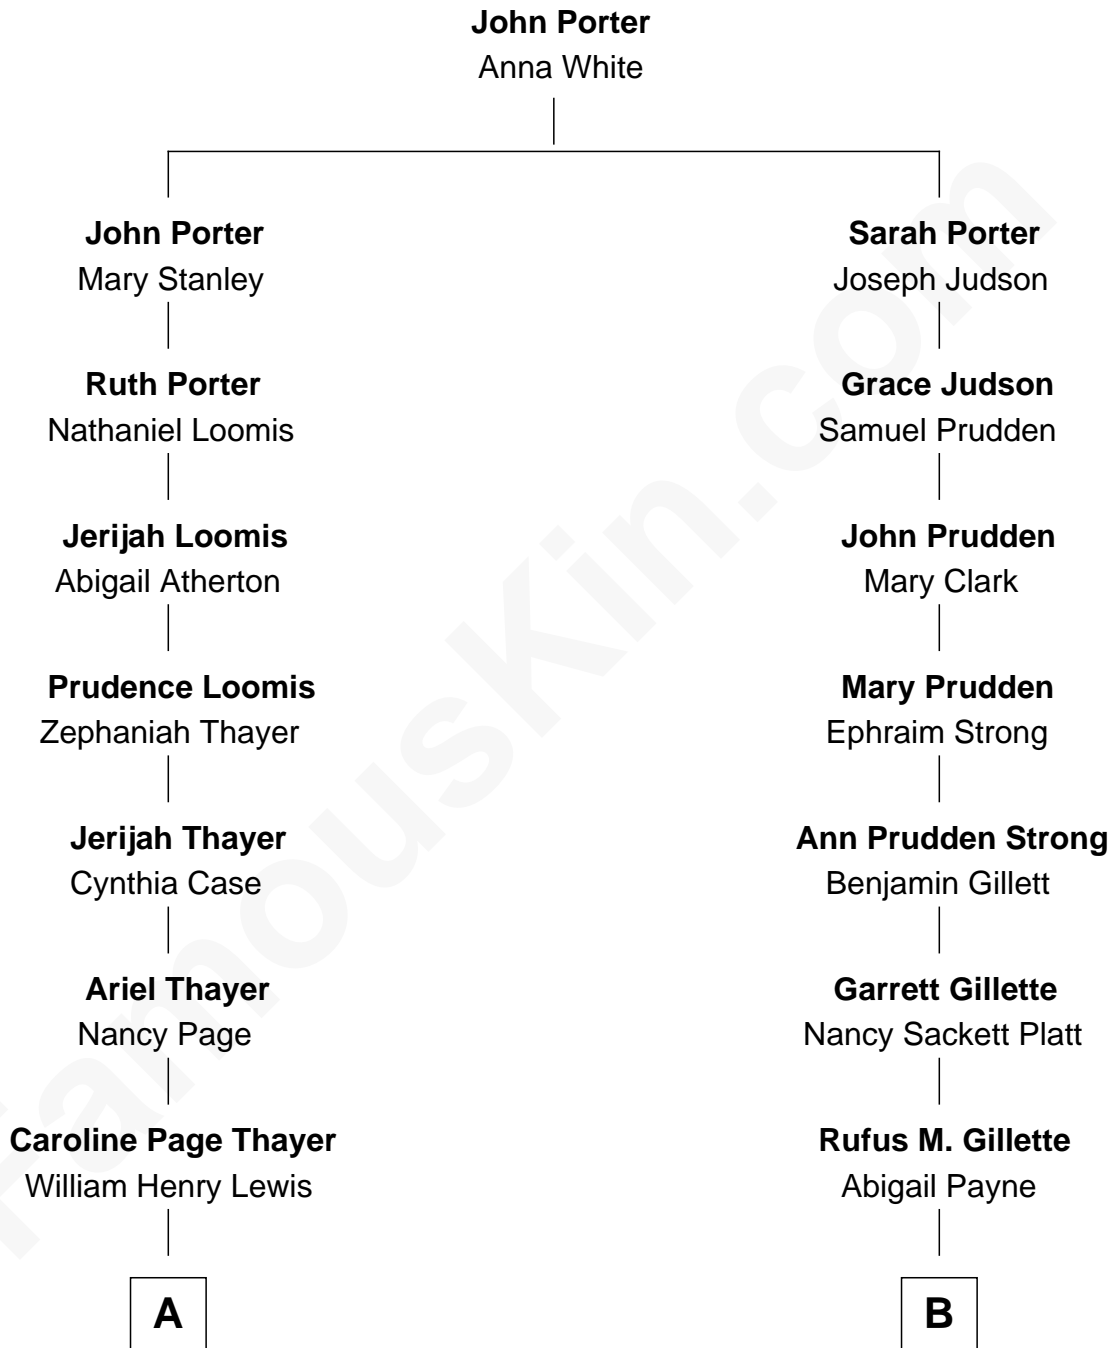 John Porter
Anna White
John Porter
Mary Stanley
Sarah Porter
Joseph Judson
Ruth Porter
Nathaniel Loomis
Grace Judson
Samuel Prudden
Jerijah Loomis
Abigail Atherton
John Prudden
Mary Clark
Prudence Loomis
Zephaniah Thayer
Mary Prudden
Ephraim Strong
Jerijah Thayer
Cynthia Case
Ann Prudden Strong
Benjamin Gillett
Ariel Thayer
Nancy Page
Garrett Gillette
Nancy Sackett Platt
Caroline Page Thayer
William Henry Lewis
Rufus M. Gillette
Abigail Payne
A
B
FamousKin.com